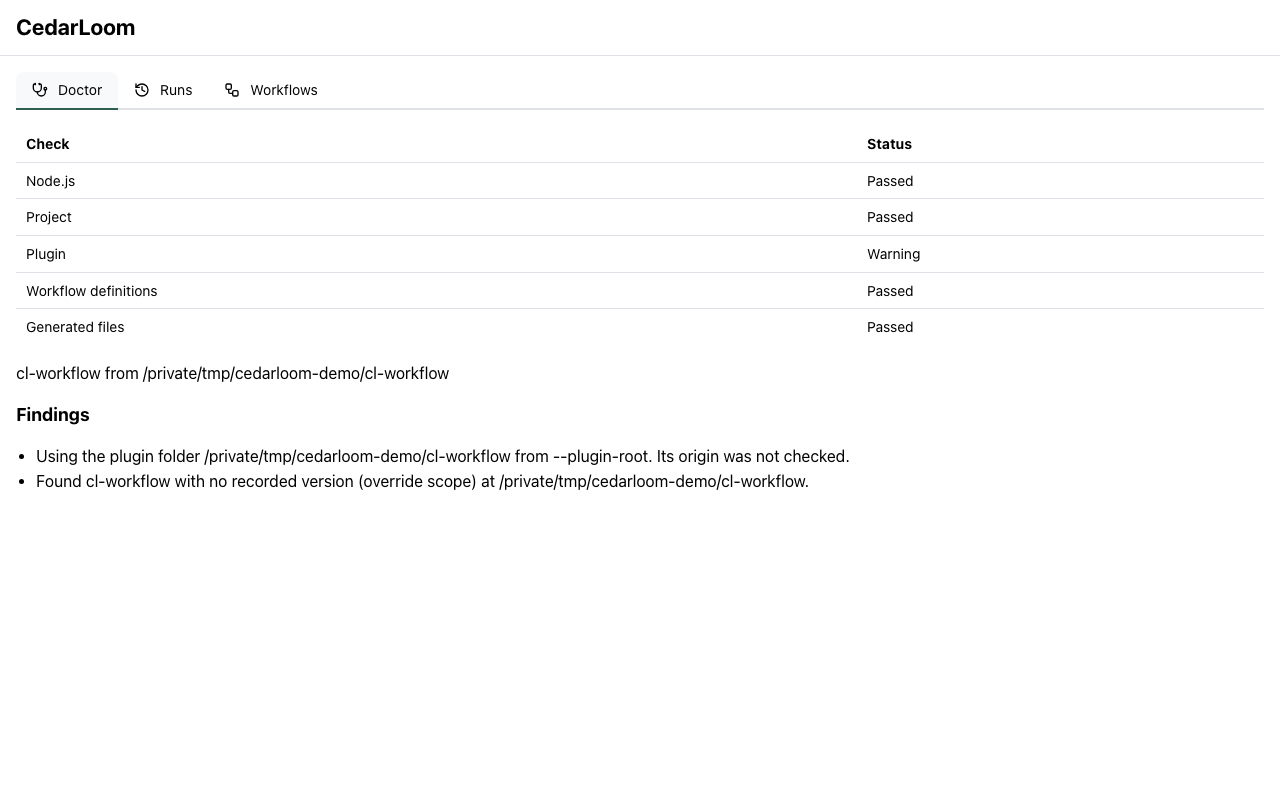 CedarLoom
Doctor Runs Workflows
Check Status
Node.js Passed
Project Passed
Plugin Warning
Workflow definitions Passed
Generated files Passed
cl-workflow from /private/tmp/cedarloom-demo/cl-workflow
Findings
• Using the plugin folder /private/tmp/cedarloom-demo/cl-workflow from --plugin-root. Its origin was not checked.
• Found cl-workflow with no recorded version (override scope) at /private/tmp/cedarloom-demo/cl-workflow.